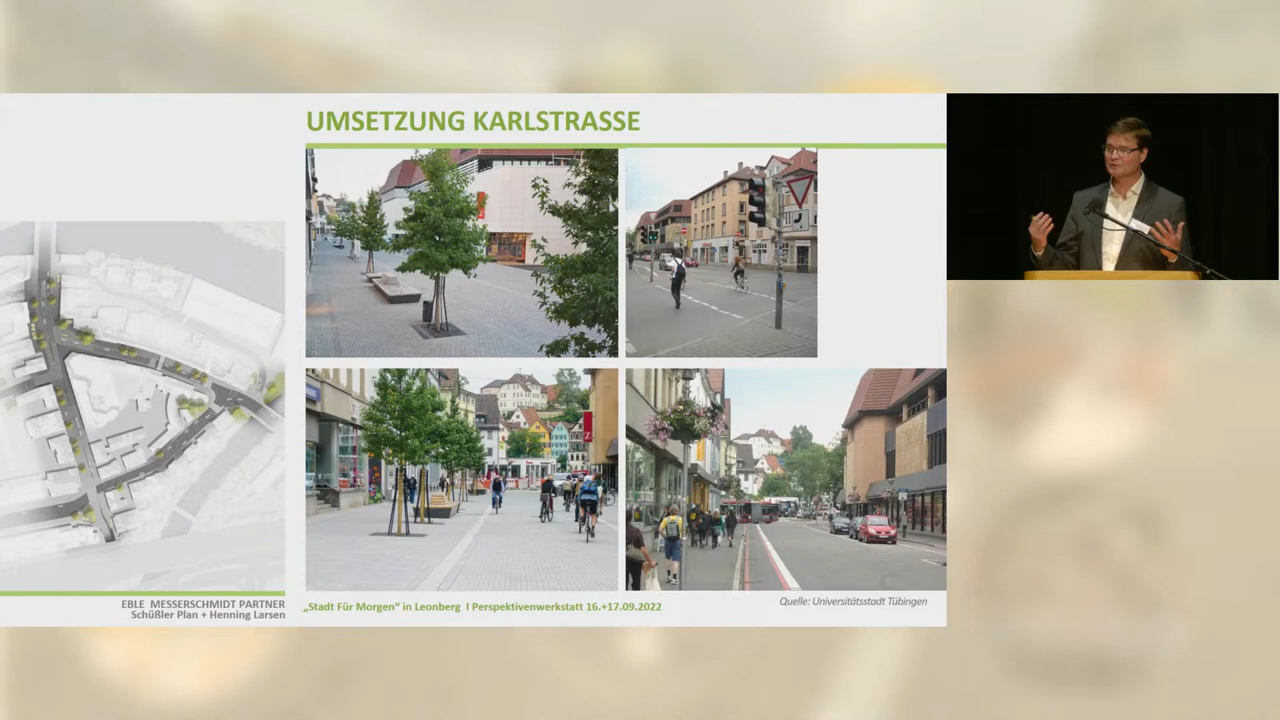 UMSETZUNG KARLSTRASSE
EBLE MESSERSCHMIDT PARTNER
Schüßler Plan + Henning Larsen
„Stadt Für Morgen“ in Leonberg I Perspektivenwerkstatt 16.+17.09.2022
Quelle: Universitätsstadt Tübingen
Z